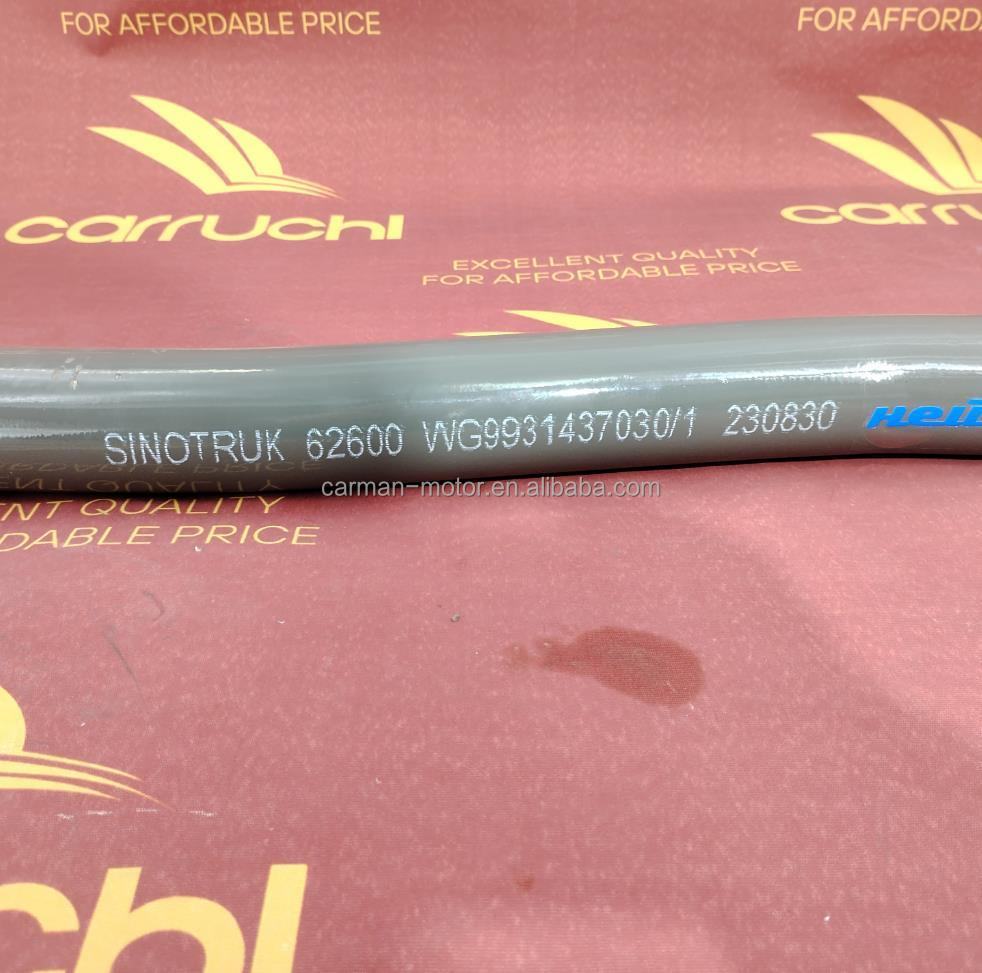 FOR AFFORDABLE PRICE
FOR AFFORDA
carruchi
carru
EXCELLENT QUALITY
FOR AFFORDABLE PRICE
SINOTRUK 62600 WG9931437030/1 230830
carman-motor.en.alibaba.com
NT QUALITY
DABLE PRICE